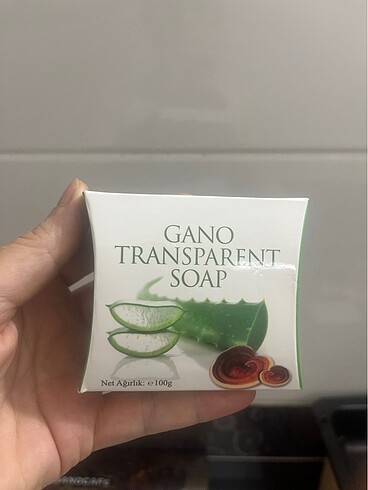 GANO
TRANSPARENT
SOAP
Net Ağırlık: ℮100g